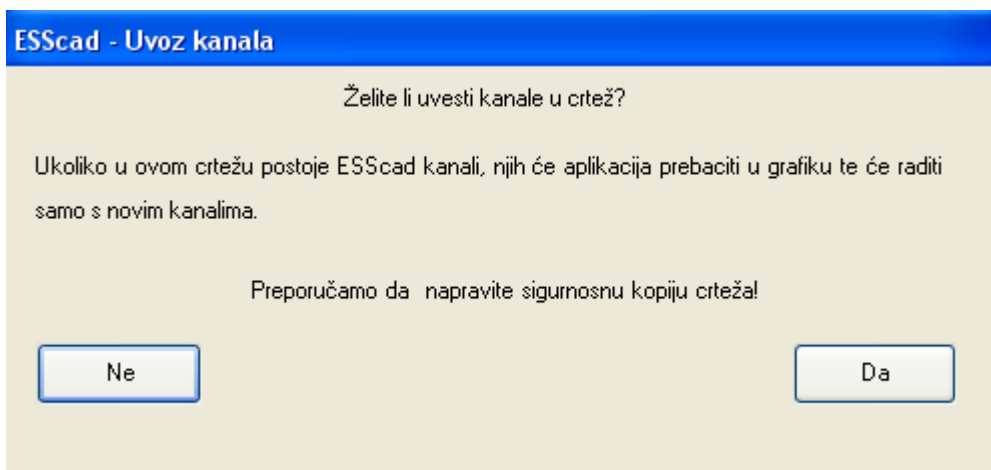 ESScad - Uvoz kanala
Želite li uvesti kanale u crtež?
Ukoliko u ovom crtežu postoje ESScad kanali, njih će aplikacija prebaciti u grafiku te će raditi
samo s novim kanalima.
Preporučamo da  napravite sigurnosnu kopiju crteža!
Ne
Da